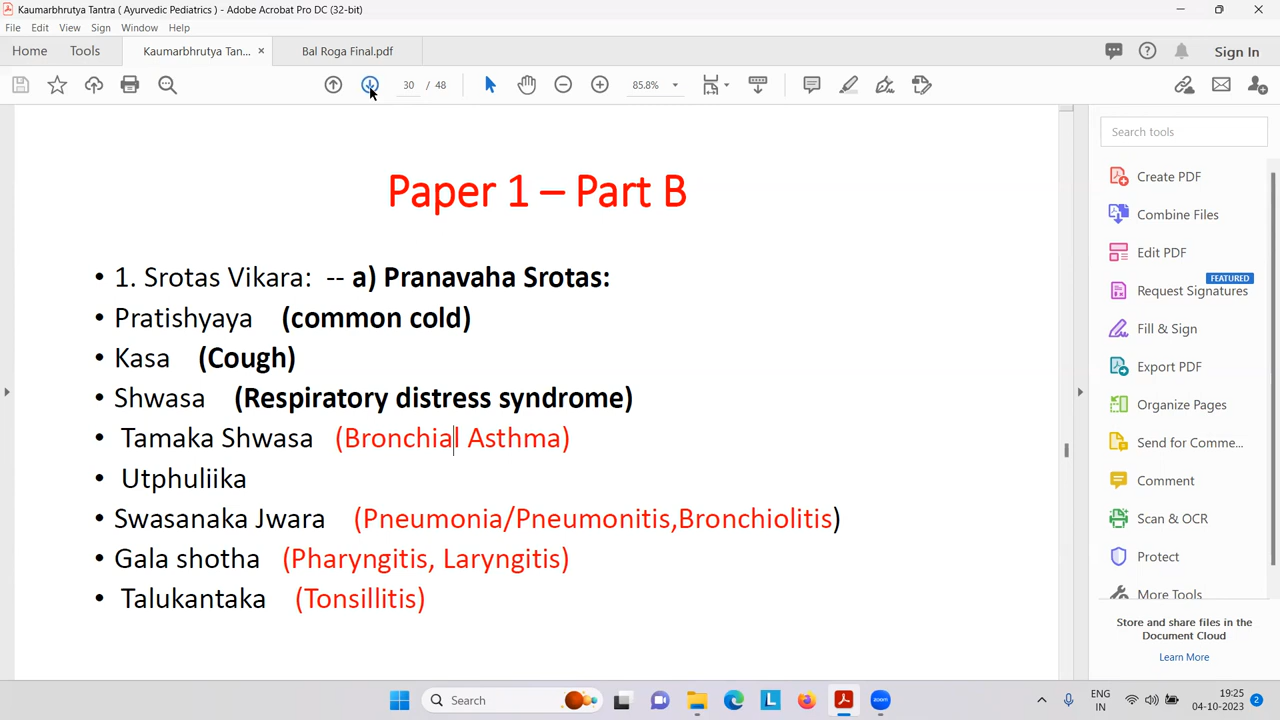 Kaumarbhrutya Tantra ( Ayurvedic Pediatrics ) - Adobe Acrobat Pro DC (32-bit)
File Edit View Sign Window Help
Home Tools Kaumarbhrutya Tan... × Bal Roga Final.pdf Sign In
30 / 48 85.8%
Search tools
Paper 1 – Part B
• 1. Srotas Vikara: -- a) Pranavaha Srotas:
• Pratishyaya (common cold)
• Kasa (Cough)
• Shwasa (Respiratory distress syndrome)
• Tamaka Shwasa (Bronchial Asthma)
• Utphuliika
• Swasanaka Jwara (Pneumonia/Pneumonitis,Bronchiolitis)
• Gala shotha (Pharyngitis, Laryngitis)
• Talukantaka (Tonsillitis)
Create PDF
Combine Files
Edit PDF
FEATURED
Request Signatures
Fill & Sign
Export PDF
Organize Pages
Send for Comme...
Comment
Scan & OCR
Protect
More Tools
Store and share files in the
Document Cloud
Learn More
Search
zoom
ENG
IN
19:25
04-10-2023
2